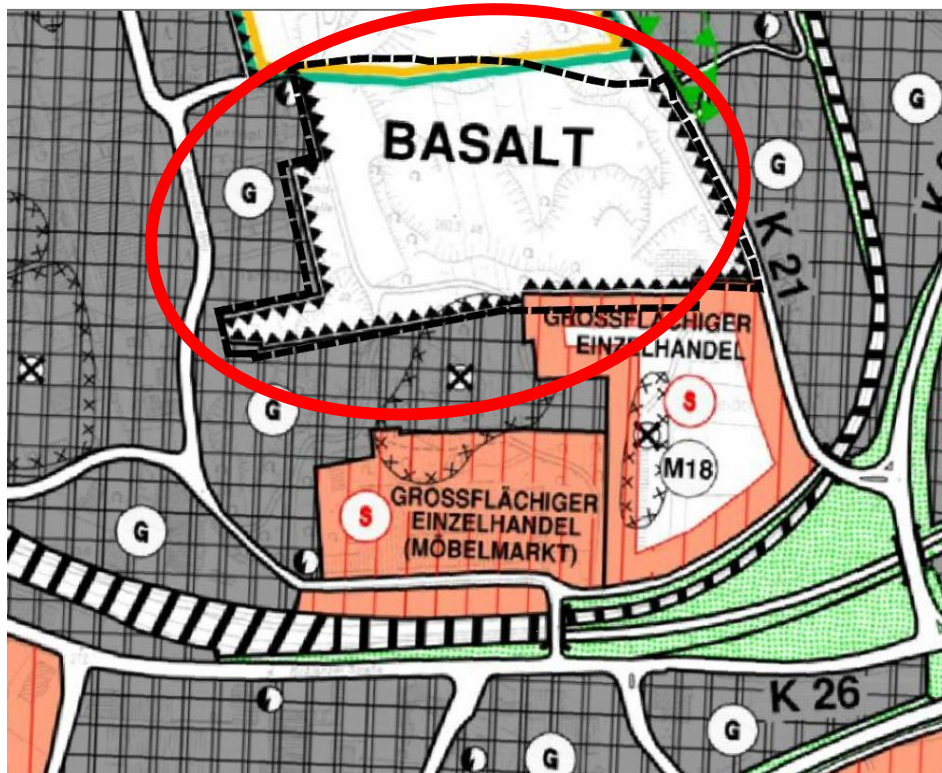 G
BASALT
G
G
K 21
GROSSFLÄCHIGER
EINZELHANDEL
S
G
M18
S
GROSSFLÄCHIGER
EINZELHANDEL
(MÖBELMARKT)
G
K 26
G
G